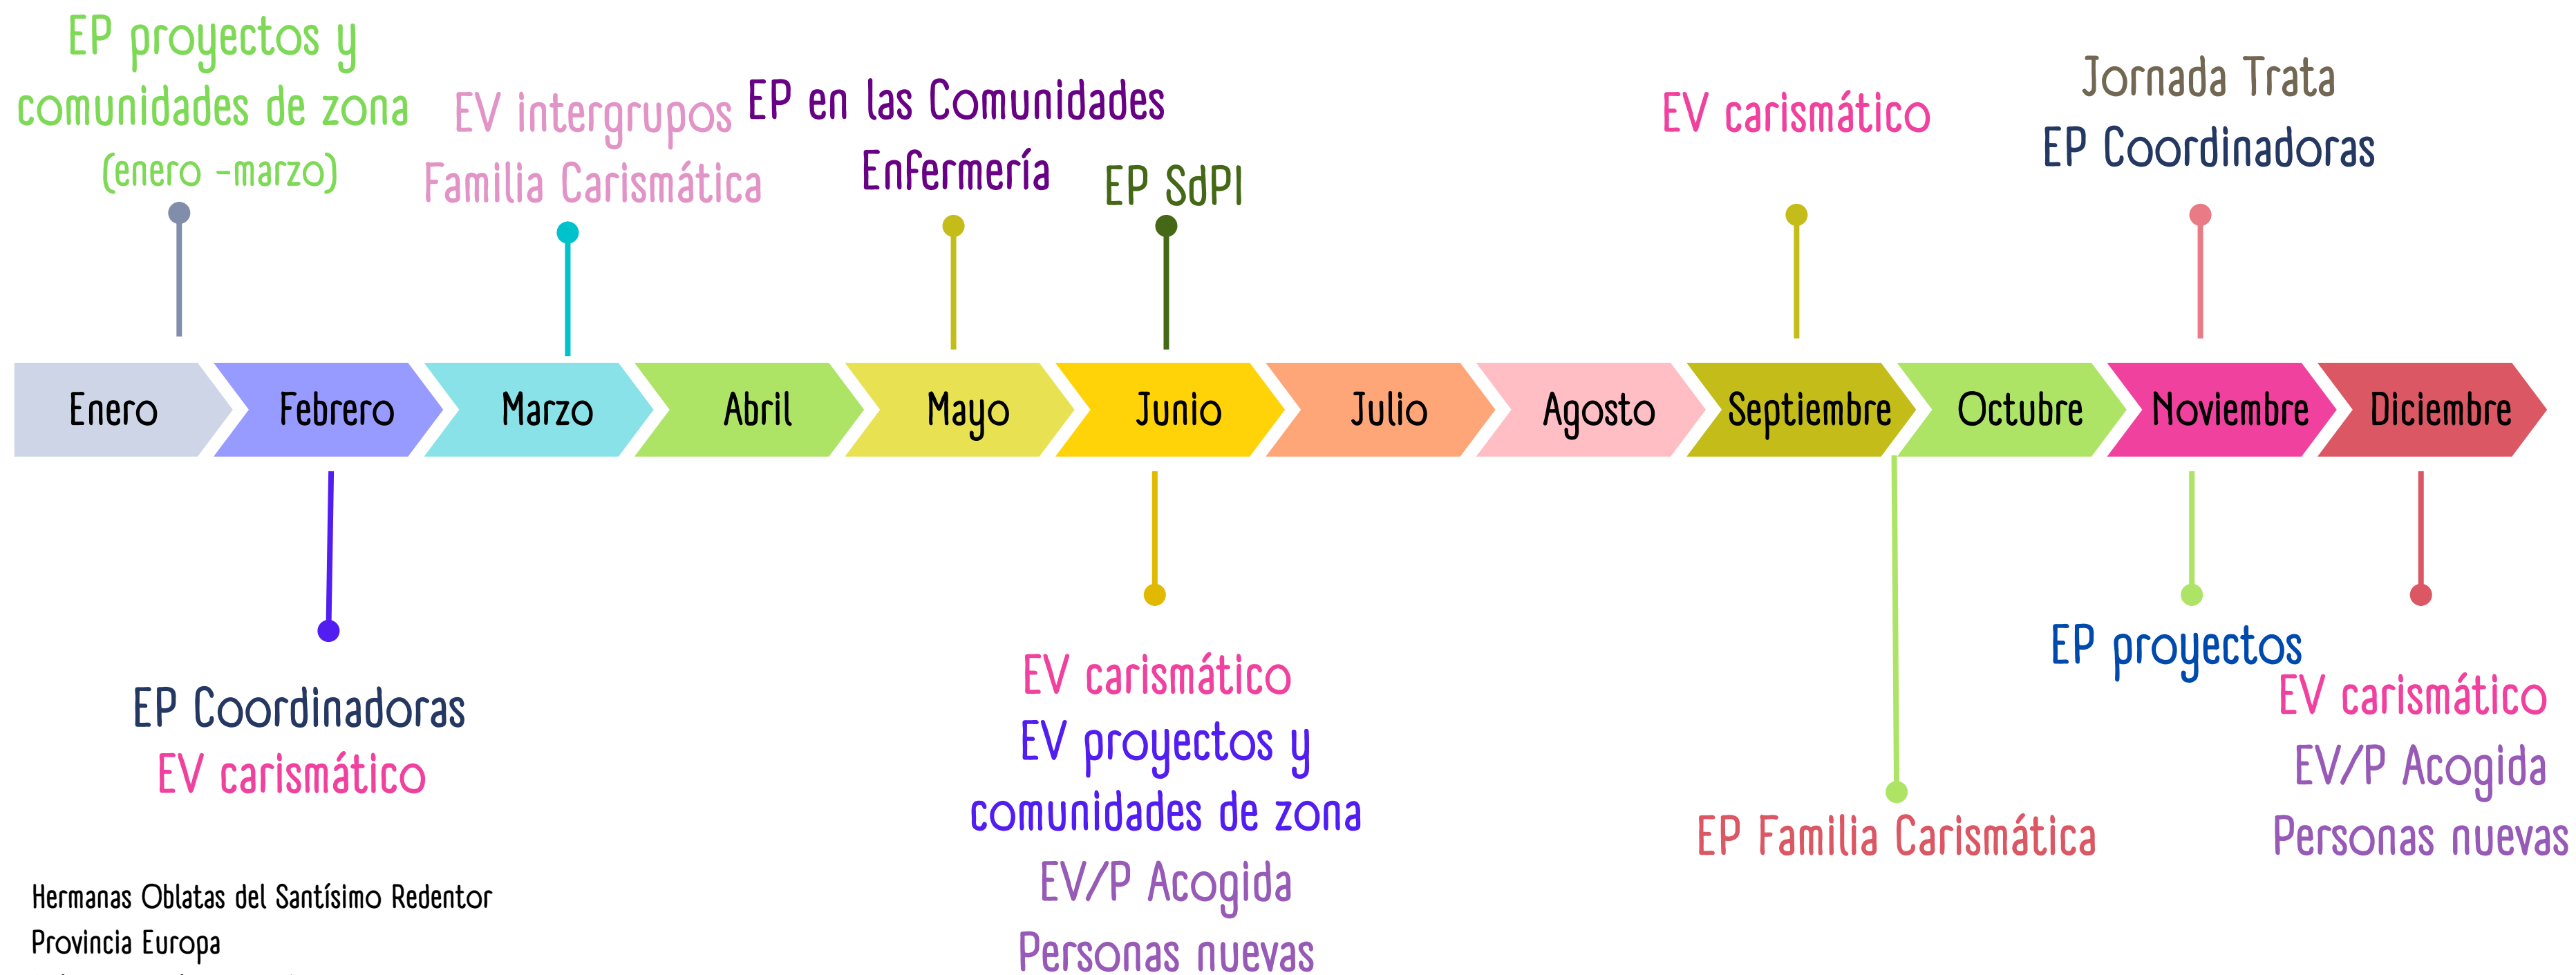 EP proyectos y
comunidades de zona
(enero -marzo)
EV intergrupos
Familia Carismática
EP en las Comunidades
Enfermería
EP SdPI
EV carismático
Jornada Trata
EP Coordinadoras
Enero
Febrero
Marzo
Abril
Mayo
Junio
Julio
Agosto
Septiembre
Octubre
Noviembre
Diciembre
EP Coordinadoras
EV carismático
EV carismático
EV proyectos y
comunidades de zona
EV/P Acogida
Personas nuevas
EP Familia Carismática
EP proyectos
EV carismático
EV/P Acogida
Personas nuevas
Hermanas Oblatas del Santísimo Redentor
Provincia Europa